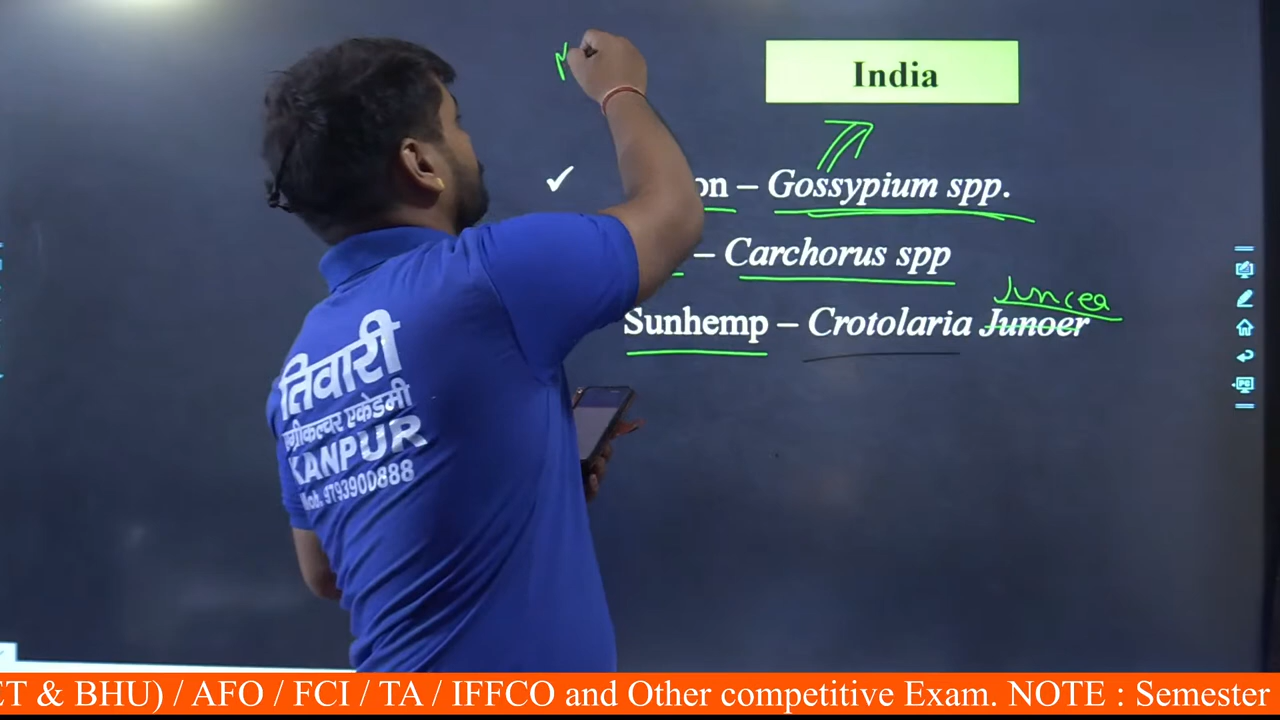 India
✓ on – Gossypium spp.
– Carchorus spp
Juncea
Sunhemp – Crotolaria Junoer
तिवारी
एग्रीकल्चर एकेडमी
KANPUR
Mob. 9793900888
ET & BHU) / AFO / FCI / TA / IFFCO and Other competitive Exam. NOTE : Semester